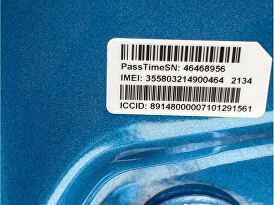 PassTimeSN: 46468956
IMEI: 355803214900464 2134
ICCID: 89148000007101291561